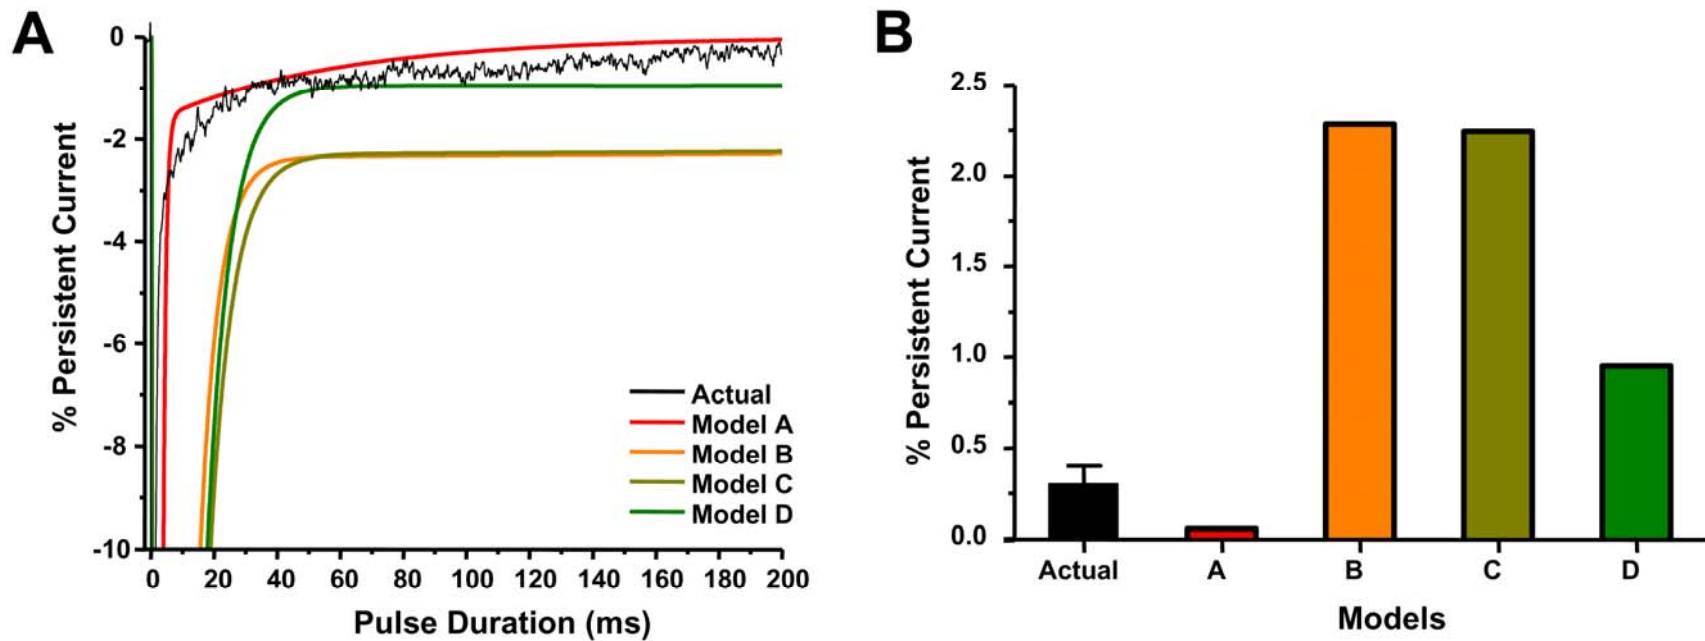 A
% Persistent Current
0
-2
-4
-6
-8
-10
0 20 40 60 80 100 120 140 160 180 200
Pulse Duration (ms)
Actual
Model A
Model B
Model C
Model D
B
% Persistent Current
2.5
2.0
1.5
1.0
0.5
0.0
Actual A B C D
Models